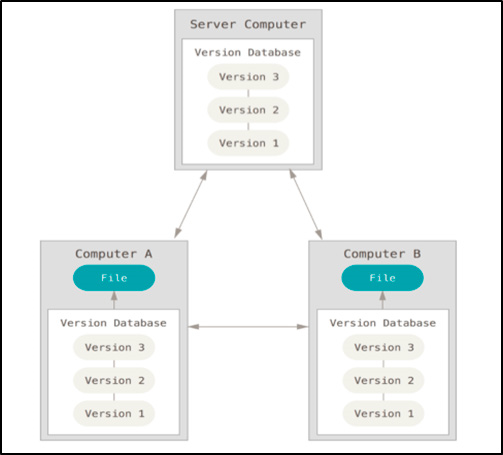 Server Computer
Version Database
Version 3
Version 2
Version 1
Computer A
File
Version Database
Version 3
Version 2
Version 1
Computer B
File
Version Database
Version 3
Version 2
Version 1